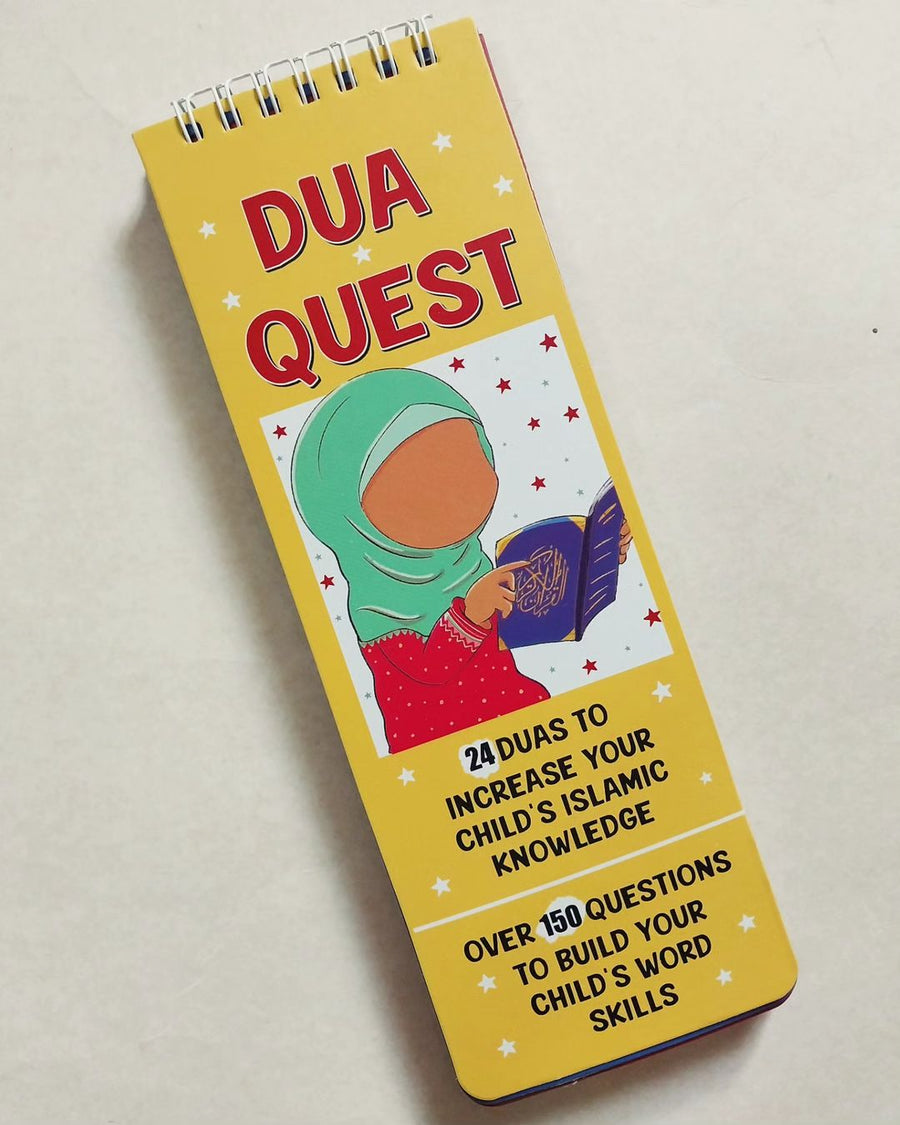 DUA
QUEST
24 DUAS TO
INCREASE YOUR
CHILD'S ISLAMIC
KNOWLEDGE
OVER 150 QUESTIONS
TO BUILD YOUR
CHILD'S WORD
SKILLS